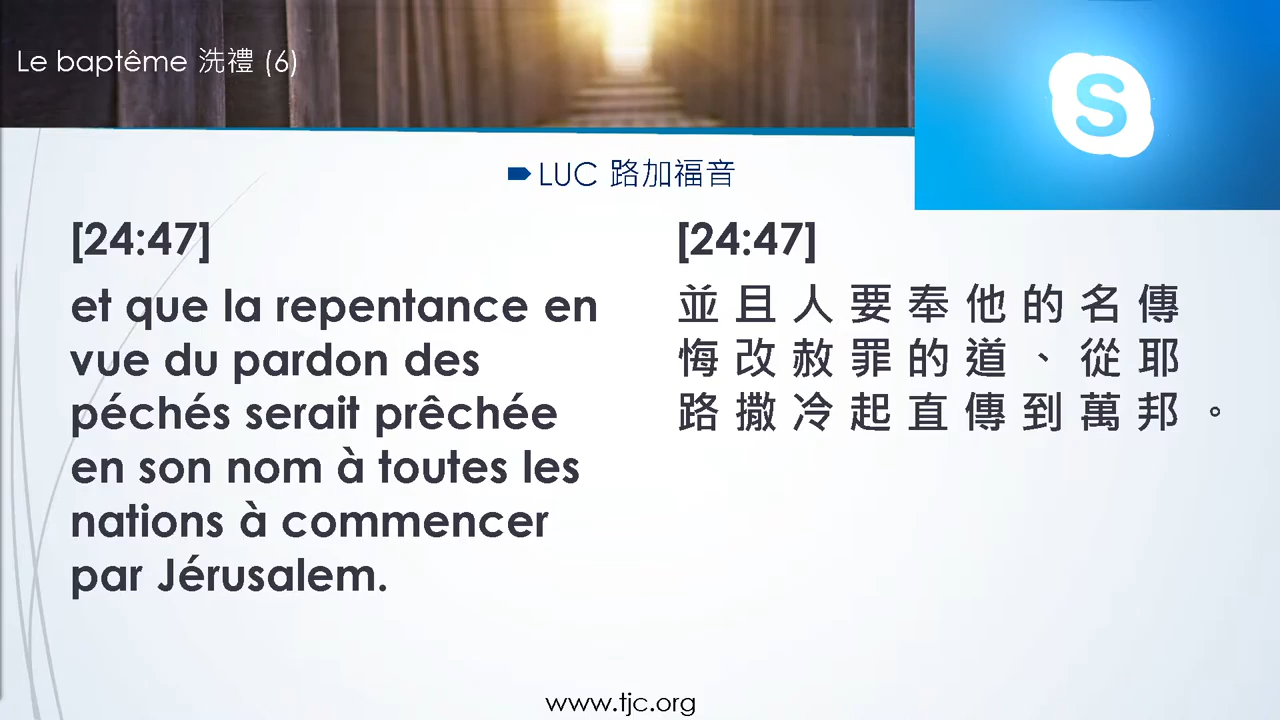 Le baptême 洗禮 (6)
S
LUC 路加福音
[24:47]
et que la repentance en
vue du pardon des
péchés serait prêchée
en son nom à toutes les
nations à commencer
par Jérusalem.
[24:47]
並且人要奉他的名傳
悔改赦罪的道、從耶
路撒冷起直傳到萬邦。
www.tjc.org